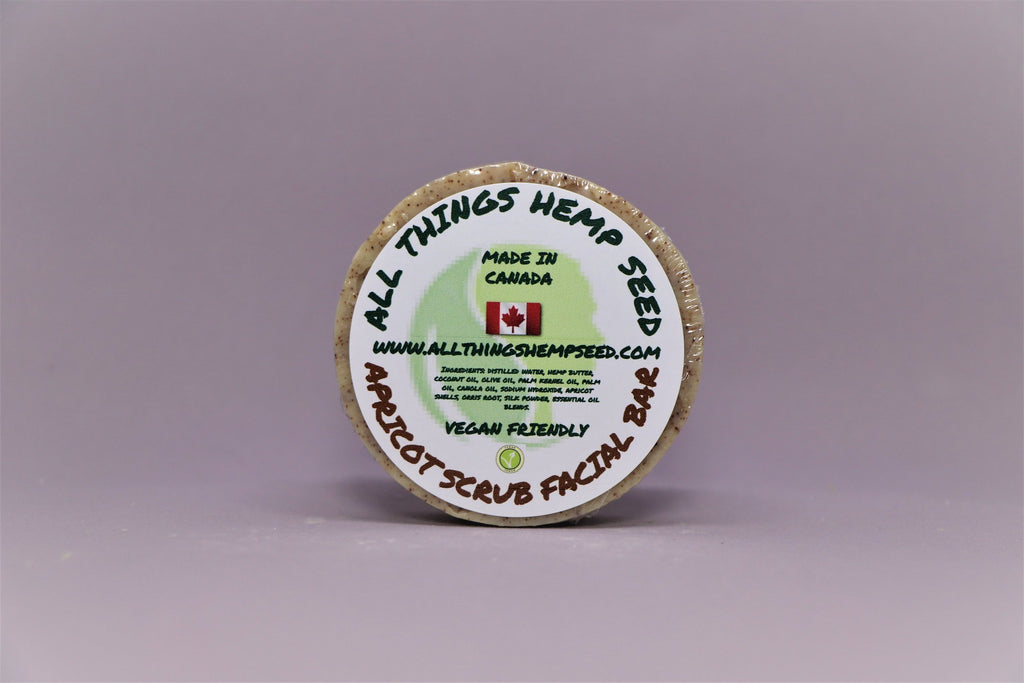 ALL THINGS HEMP SEED
MADE IN
CANADA
WWW.ALLTHINGSHEMPSEED.COM
INGREDIENTS: DISTILLED WATER, HEMP BUTTER,
COCONUT OIL, OLIVE OIL, PALM KERNEL OIL, PALM
OIL, CANOLA OIL, SODIUM HYDROXIDE, APRICOT
SHELLS, ORRIS ROOT, SILK POWDER, ESSENTIAL OIL
BLENDS.
VEGAN FRIENDLY
APRICOT SCRUB FACIAL BAR